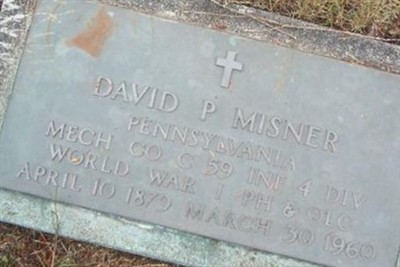 DAVID P MISNER
PENNSYLVANIA
MECH CO G 59 INF 4 DIV
WORLD WAR I PH & OLC
APRIL 10 1879 MARCH 30 1960